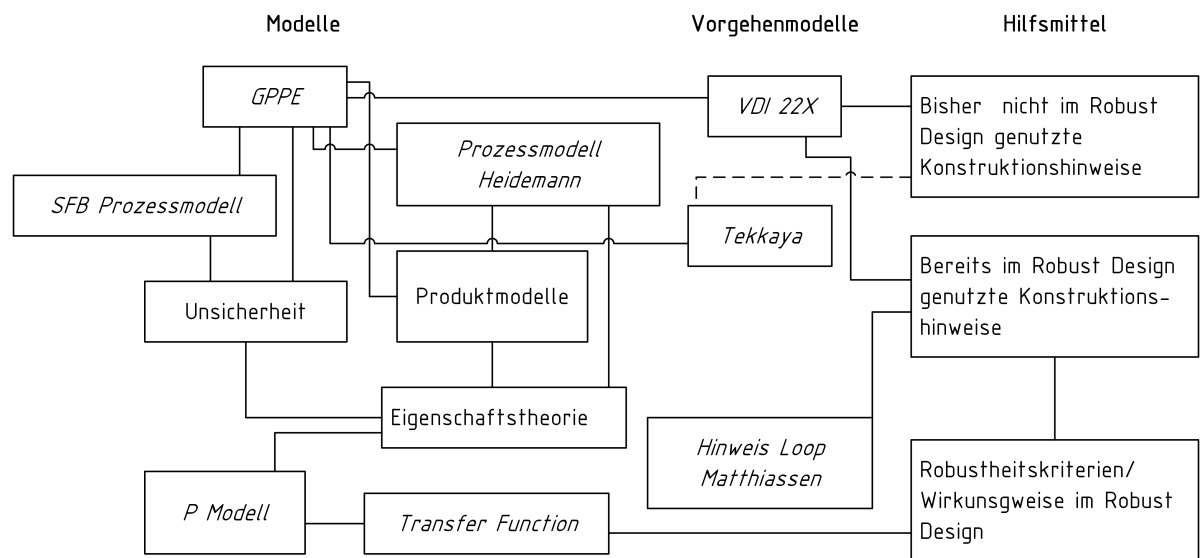 Modelle
Vorgehenmodelle
Hilfsmittel
GPPE
VDI 22X
Bisher nicht im Robust
Design genutzte
Konstruktionshinweise
Prozessmodell
Heidemann
SFB Prozessmodell
Tekkaya
Unsicherheit
Produktmodelle
Bereits im Robust Design
genutzte Konstruktions-
hinweise
Eigenschaftstheorie
Hinweis Loop
Matthiassen
P Modell
Transfer Function
Robustheitskriterien/
Wirkunsgweise im Robust
Design